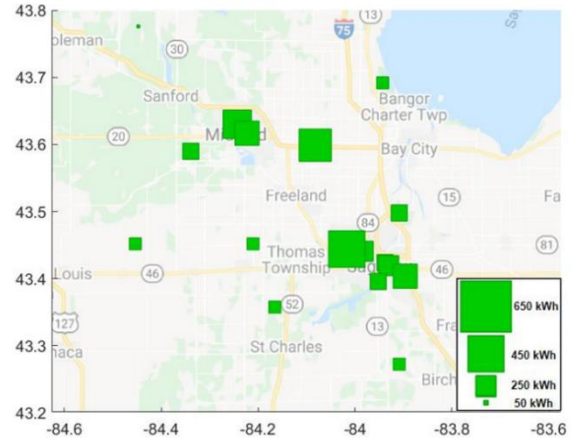 43.8
43.7
43.6
43.5
43.4
43.3
43.2
-84.6
-84.4
-84.2
-84
-83.8
-83.6
13
75
oleman
30
Sanford
Bangor
Charter Twp
20
Bay City
Freeland
15
Fa
84
81
Thomas
Township
Louis
46
46
52
127
13
Fra
St Charles
naca
Birch
650 kWh
450 kWh
250 kWh
50 kWh